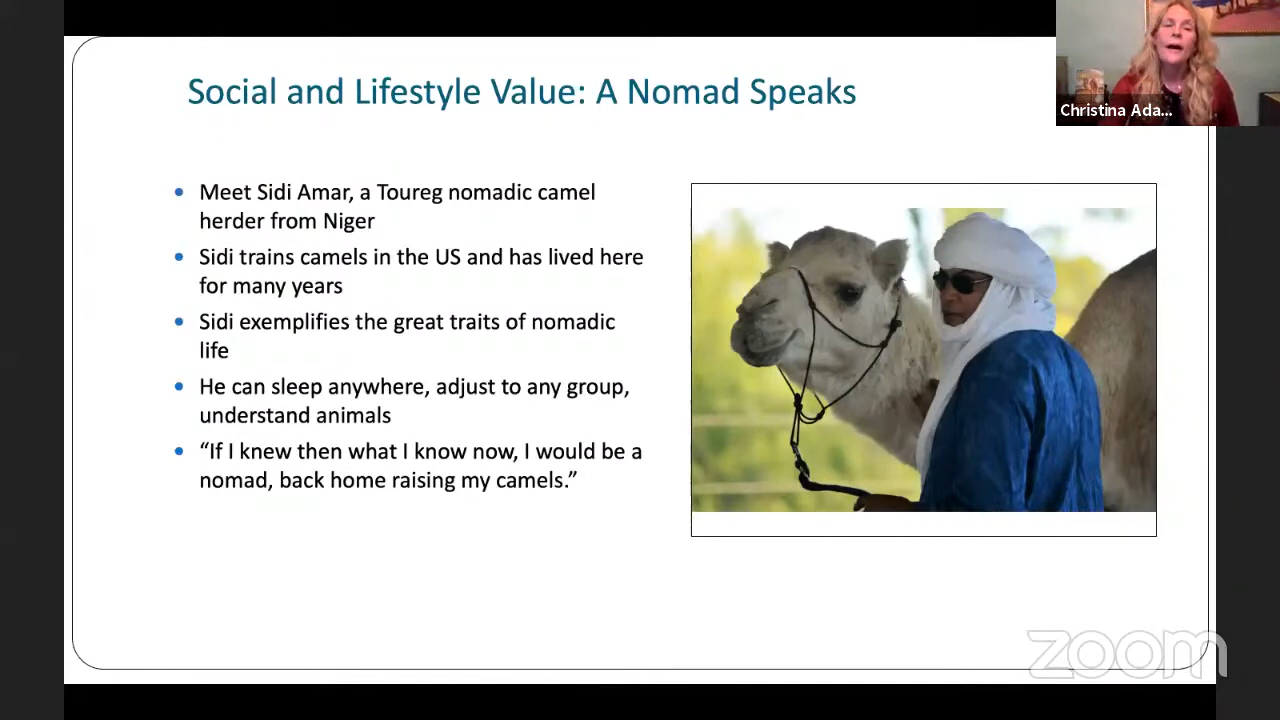 Social and Lifestyle Value: A Nomad Speaks
Christina Ada...
• Meet Sidi Amar, a Toureg nomadic camel
herder from Niger
• Sidi trains camels in the US and has lived here
for many years
• Sidi exemplifies the great traits of nomadic
life
• He can sleep anywhere, adjust to any group,
understand animals
• “If I knew then what I know now, I would be a
nomad, back home raising my camels.”
zoom